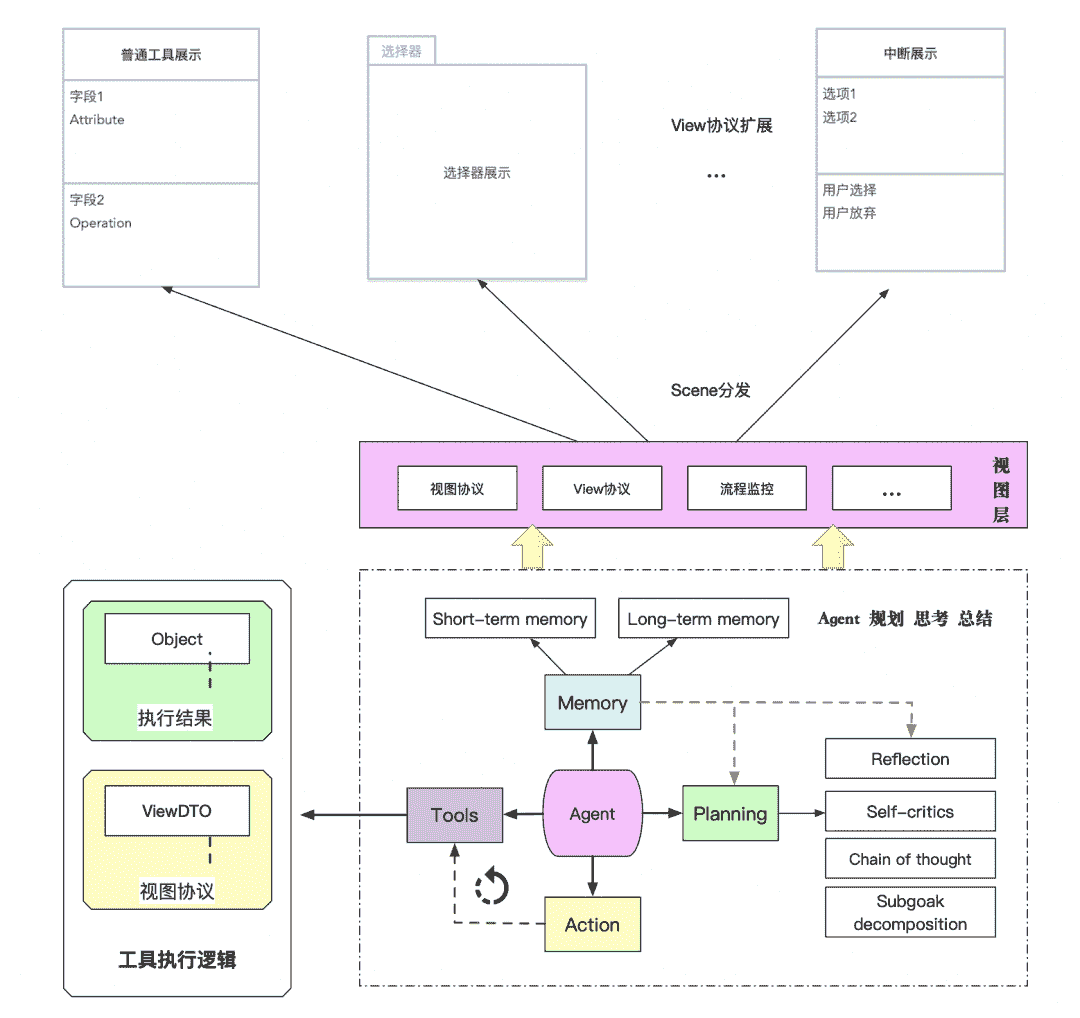 普通工具展示
字段1
Attribute
字段2
Operation
选择器
选择器展示
View协议扩展
...
中断展示
选项1
选项2
用户选择
用户放弃
Scene分发
视图协议
View协议
流程监控
...
视
图
层
Object
执行结果
ViewDTO
视图协议
工具执行逻辑
Short-term memory
Long-term memory
Agent 规划 思考 总结
Memory
Reflection
Tools
Agent
Planning
Self-critics
Chain of thought
Action
Subgoak
decomposition